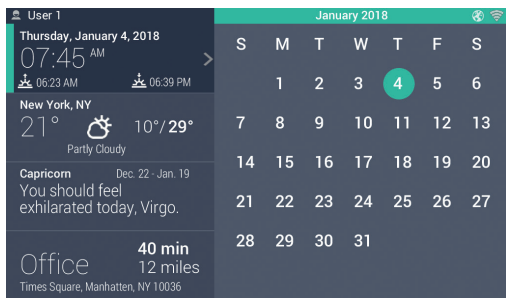 User 1
January 2018
Thursday, January 4, 2018
07:45 AM
06:23 AM 06:39 PM
New York, NY
21° 10°/29°
Partly Cloudy
Capricorn Dec. 22 - Jan. 19
You should feel
exhilarated today, Virgo.
Office 40 min
12 miles
Times Square, Manhatten, NY 10036
S M T W T F S
1 2 3 4 5 6
7 8 9 10 11 12 13
14 15 16 17 18 19 20
21 22 23 24 25 26 27
28 29 30 31